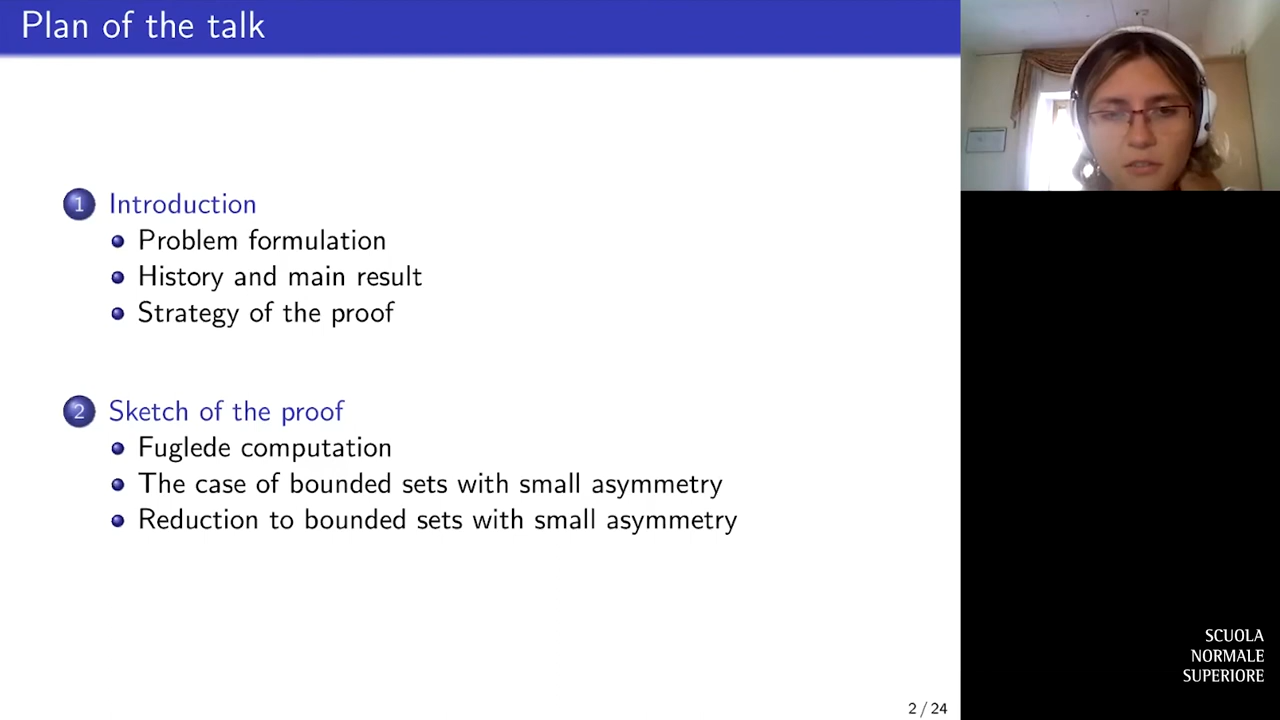 Plan of the talk
1 Introduction
Problem formulation
History and main result
Strategy of the proof
2 Sketch of the proof
Fuglede computation
The case of bounded sets with small asymmetry
Reduction to bounded sets with small asymmetry
2 / 24
SCUOLA
NORMALE
SUPERIORE